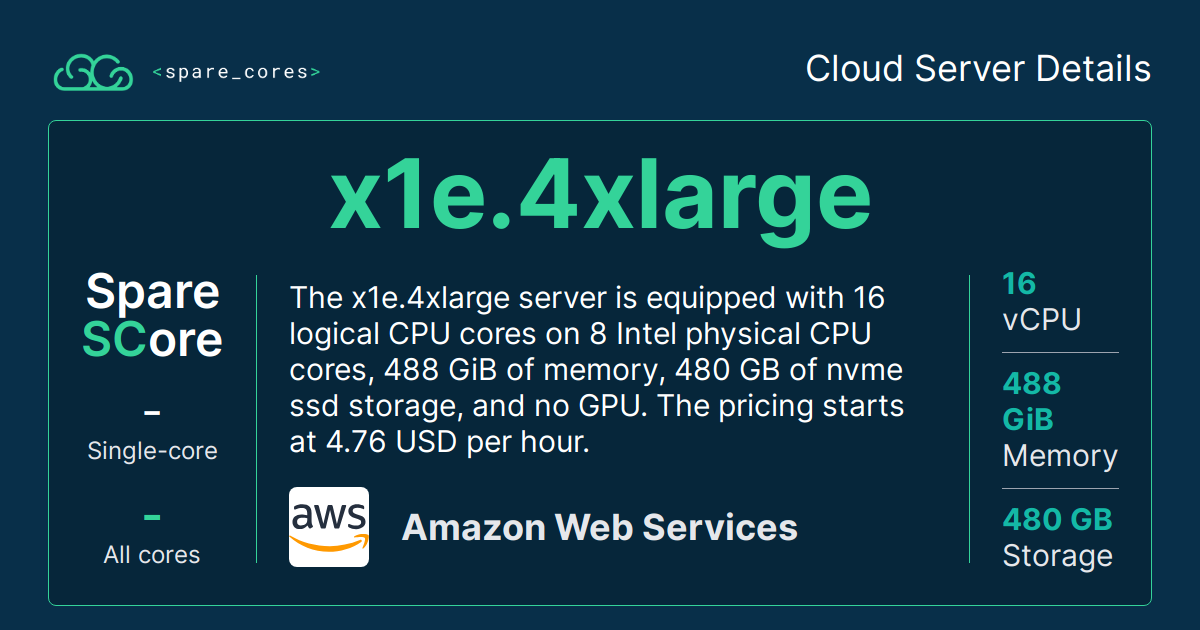 <spare_cores>
Cloud Server Details
x1e.4xlarge
Spare
SCore
–
Single-core
–
All cores
The x1e.4xlarge server is equipped with 16
logical CPU cores on 8 Intel physical CPU
cores, 488 GiB of memory, 480 GB of nvme
ssd storage, and no GPU. The pricing starts
at 4.76 USD per hour.
aws
Amazon Web Services
16
vCPU
488
GiB
Memory
480 GB
Storage